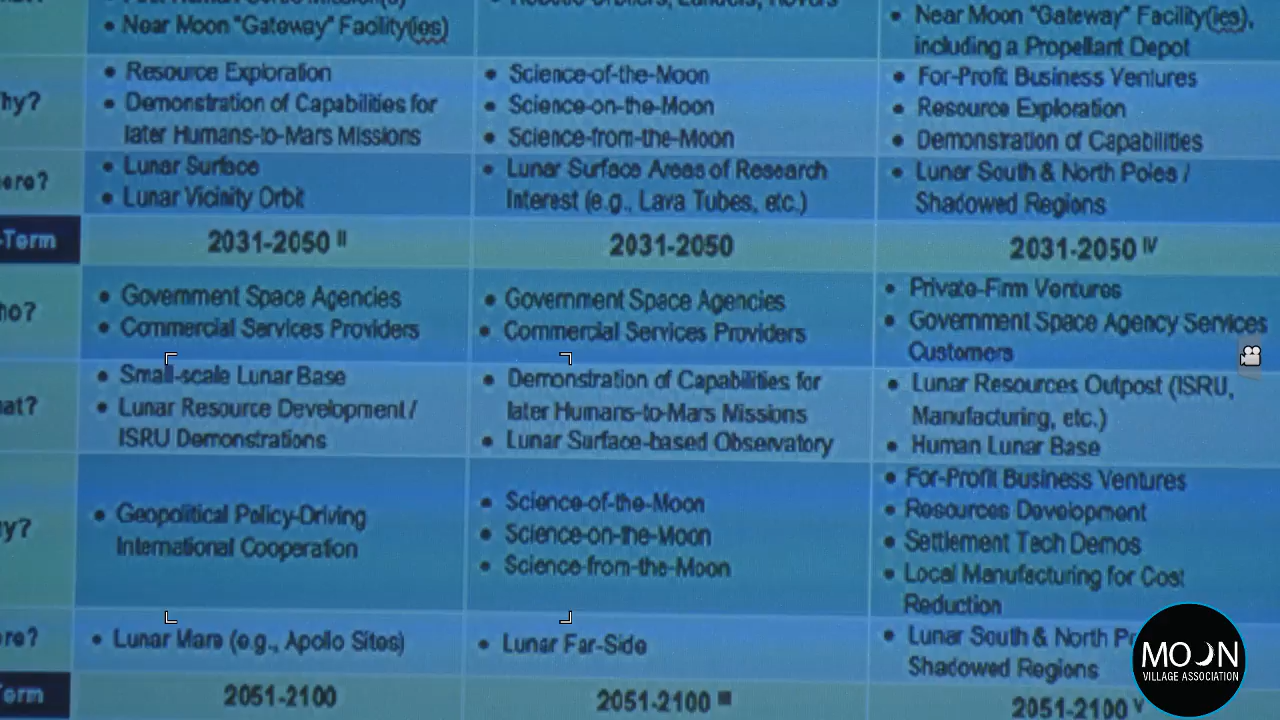 Near Moon "Gateway" Facility(ies)
Near Moon "Gateway" Facility(ies),
including a Propellant Depot
hy?
Resource Exploration
Demonstration of Capabilities for
later Humans-to-Mars Missions
Science-of-the-Moon
Science-on-the-Moon
Science-from-the-Moon
For-Profit Business Ventures
Resource Exploration
Demonstration of Capabilities
ere?
Lunar Surface
Lunar Vicinity Orbit
Lunar Surface Areas of Research
Interest (e.g., Lava Tubes, etc.)
Lunar South & North Poles /
Shadowed Regions
-Term
2031-2050 II
2031-2050
2031-2050 IV
ho?
Government Space Agencies
Commercial Services Providers
Government Space Agencies
Commercial Services Providers
Private-Firm Ventures
Government Space Agency Services
Customers
at?
Small-scale Lunar Base
Lunar Resource Development /
ISRU Demonstrations
Demonstration of Capabilities for
later Humans-to-Mars Missions
Lunar Surface-based Observatory
Lunar Resources Outpost (ISRU,
Manufacturing, etc.)
Human Lunar Base
y?
Geopolitical Policy-Driving
International Cooperation
Science-of-the-Moon
Science-on-the-Moon
Science-from-the-Moon
For-Profit Business Ventures
Resources Development
Settlement Tech Demos
Local Manufacturing for Cost
Reduction
re?
Lunar Mare (e.g., Apollo Sites)
Lunar Far-Side
Lunar South & North
Shadowed Regions
Term
2051-2100
2051-2100 III
2051-2100 V
MOON
VILLAGE ASSOCIATION